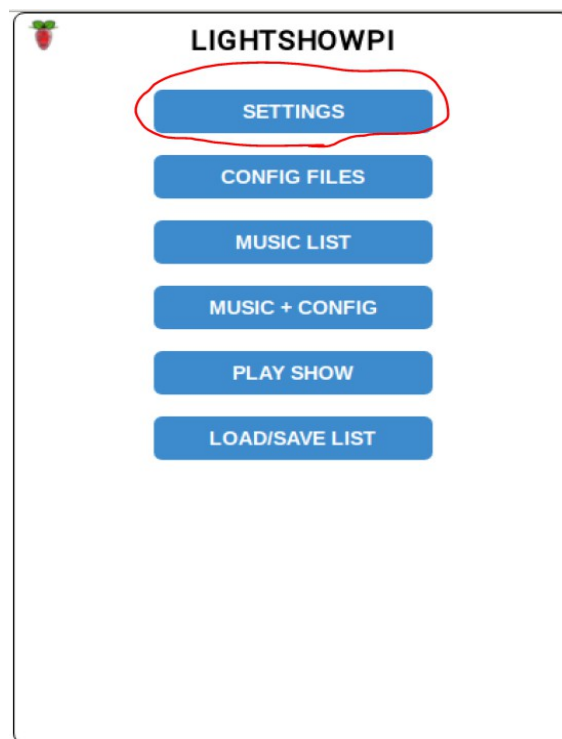 LIGHTSHOWPI
SETTINGS
CONFIG FILES
MUSIC LIST
MUSIC + CONFIG
PLAY SHOW
LOAD/SAVE LIST